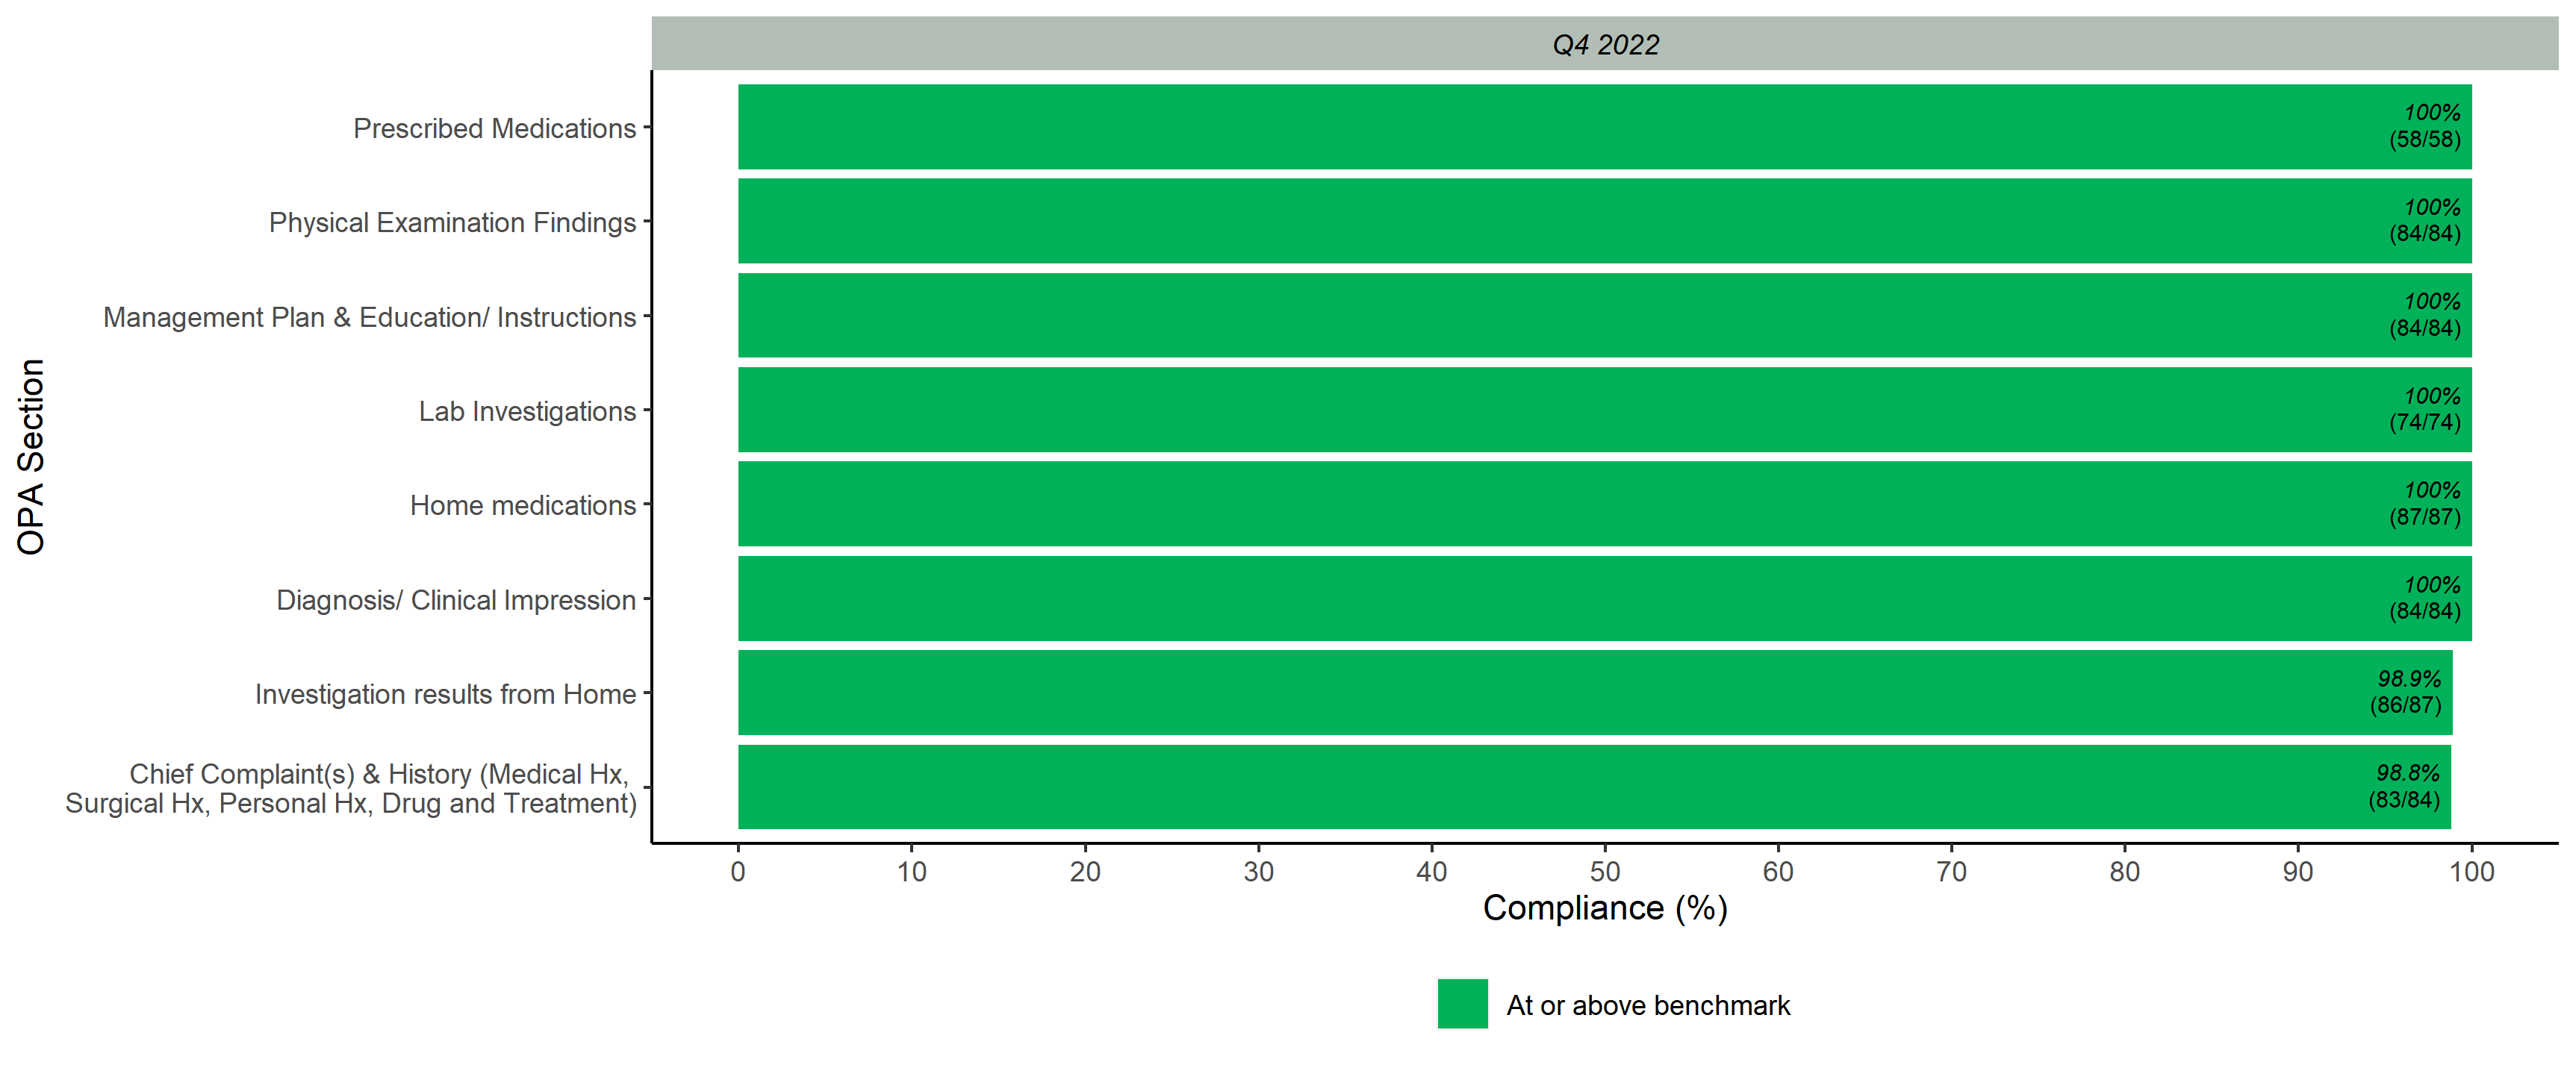 Q4 2022
OPA Section
Prescribed Medications
100%
(58/58)
Physical Examination Findings
100%
(84/84)
Management Plan & Education/ Instructions
100%
(84/84)
Lab Investigations
100%
(74/74)
Home medications
100%
(87/87)
Diagnosis/ Clinical Impression
100%
(84/84)
Investigation results from Home
98.9%
(86/87)
Chief Complaint(s) & History (Medical Hx,
Surgical Hx, Personal Hx, Drug and Treatment)
98.8%
(83/84)
0 10 20 30 40 50 60 70 80 90 100
Compliance (%)
At or above benchmark